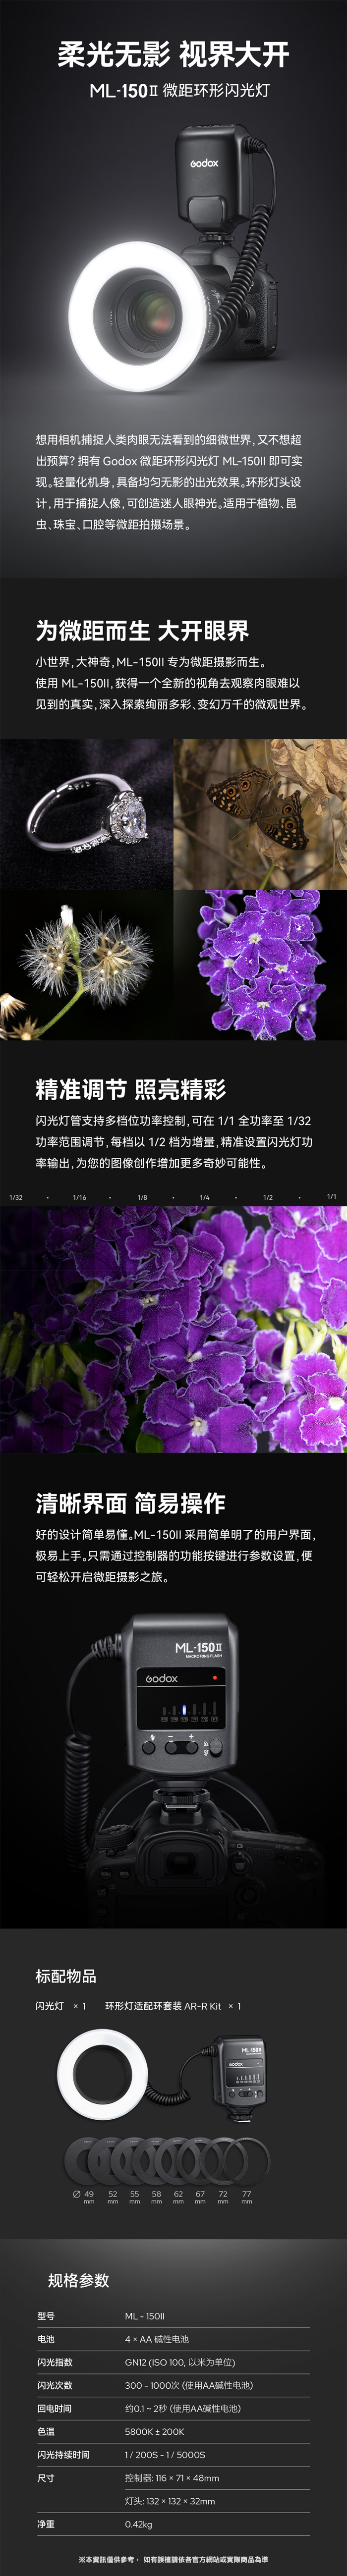 柔光无影 视界大开
ML-150II 微距环形闪光灯
Godox
想用相机捕捉人类肉眼无法看到的细微世界，又不想超
出预算？拥有 Godox 微距环形闪光灯 ML-150II 即可实
现。轻量化机身，具备均匀无影的出光效果。环形灯头设
计，用于捕捉人像，可创造迷人眼神光。适用于植物、昆
虫、珠宝、口腔等微距拍摄场景。
为微距而生 大开眼界
小世界，大神奇，ML-150II 专为微距摄影而生。
使用 ML-150II，获得一个全新的视角去观察肉眼难以
见到的真实，深入探索绚丽多彩、变幻万千的微观世界。
精准调节 照亮精彩
闪光灯管支持多档位功率控制，可在 1/1 全功率至 1/32
功率范围调节，每档以 1/2 档为增量，精准设置闪光灯功
率输出，为您的图像创作增加更多奇妙可能性。
1/32 • 1/16 • 1/8 • 1/4 • 1/2 • 1/1
清晰界面 简易操作
好的设计简单易懂。ML-150II 采用简单明了的用户界面，
极易上手。只需通过控制器的功能按键进行参数设置，便
可轻松开启微距摄影之旅。
ML-150II
MACRO RING FLASH
Godox
标配物品
闪光灯 × 1 环形灯适配环套装 AR-R Kit × 1
ML-150II
Godox
∅ 49 mm 52 mm 55 mm 58 mm 62 mm 67 mm 72 mm 77 mm
规格参数
型号 ML - 150II
电池 4 × AA 碱性电池
闪光指数 GN12 (ISO 100, 以米为单位)
闪光次数 300 - 1000次（使用AA碱性电池）
回电时间 约0.1 ~ 2秒（使用AA碱性电池）
色温 5800K ± 200K
闪光持续时间 1 / 200S - 1 / 5000S
尺寸 控制器: 116 × 71 × 48mm
灯头: 132 × 132 × 32mm
净重 0.42kg
※本資訊僅供參考， 如有誤植請依各官方網站或實際商品為準